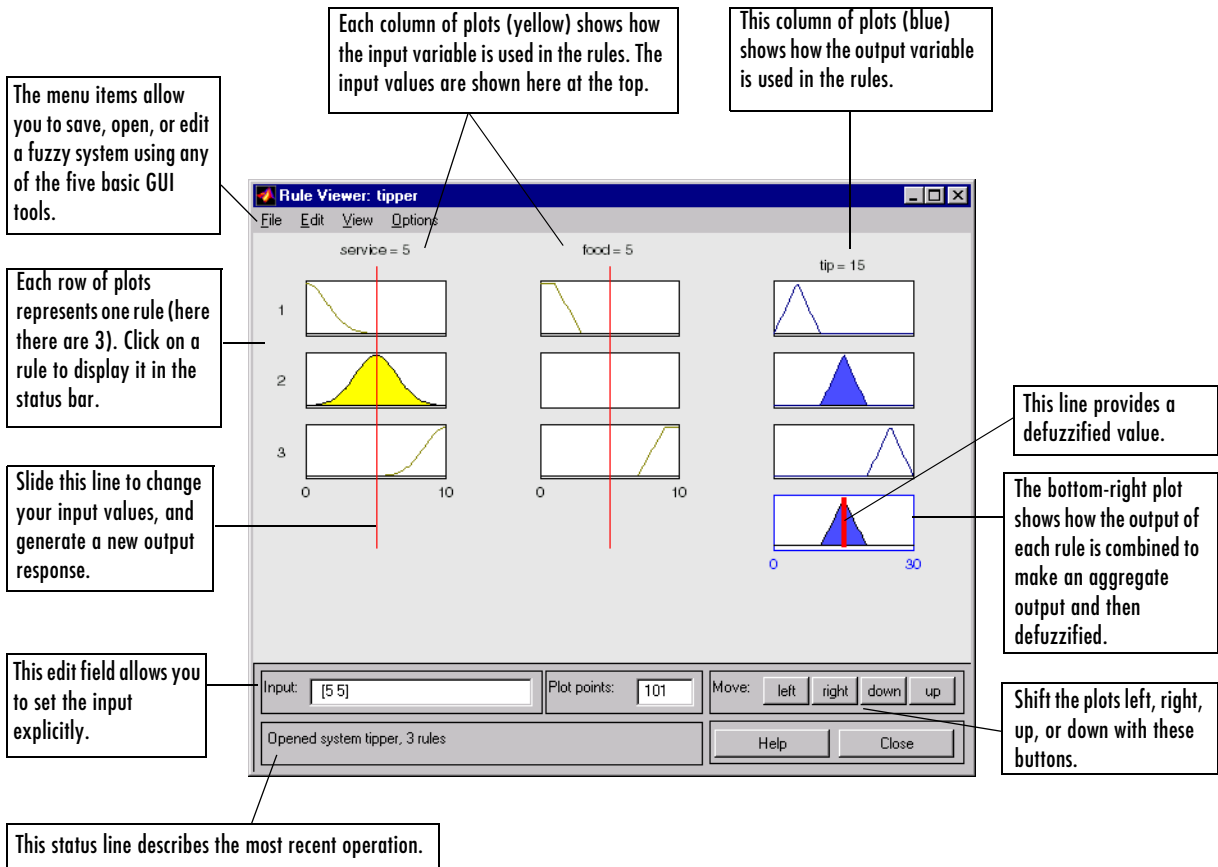 Each column of plots (yellow) shows how
the input variable is used in the rules. The
input values are shown here at the top.
This column of plots (blue)
shows how the output variable
is used in the rules.
The menu items allow
you to save, open, or edit
a fuzzy system using any
of the five basic GUI
tools.
Rule Viewer: tipper
File Edit View Options
service = 5
food = 5
tip = 15
Each row of plots
represents one rule (here
there are 3). Click on a
rule to display it in the
status bar.
1
2
3
0
10
0
10
0
30
This line provides a
defuzzified value.
Slide this line to change
your input values, and
generate a new output
response.
The bottom-right plot
shows how the output of
each rule is combined to
make an aggregate
output and then
defuzzified.
This edit field allows you
to set the input
explicitly.
Input: [5 5]
Plot points: 101
Move: left right down up
Shift the plots left, right,
up, or down with these
buttons.
Opened system tipper, 3 rules
Help
Close
This status line describes the most recent operation.